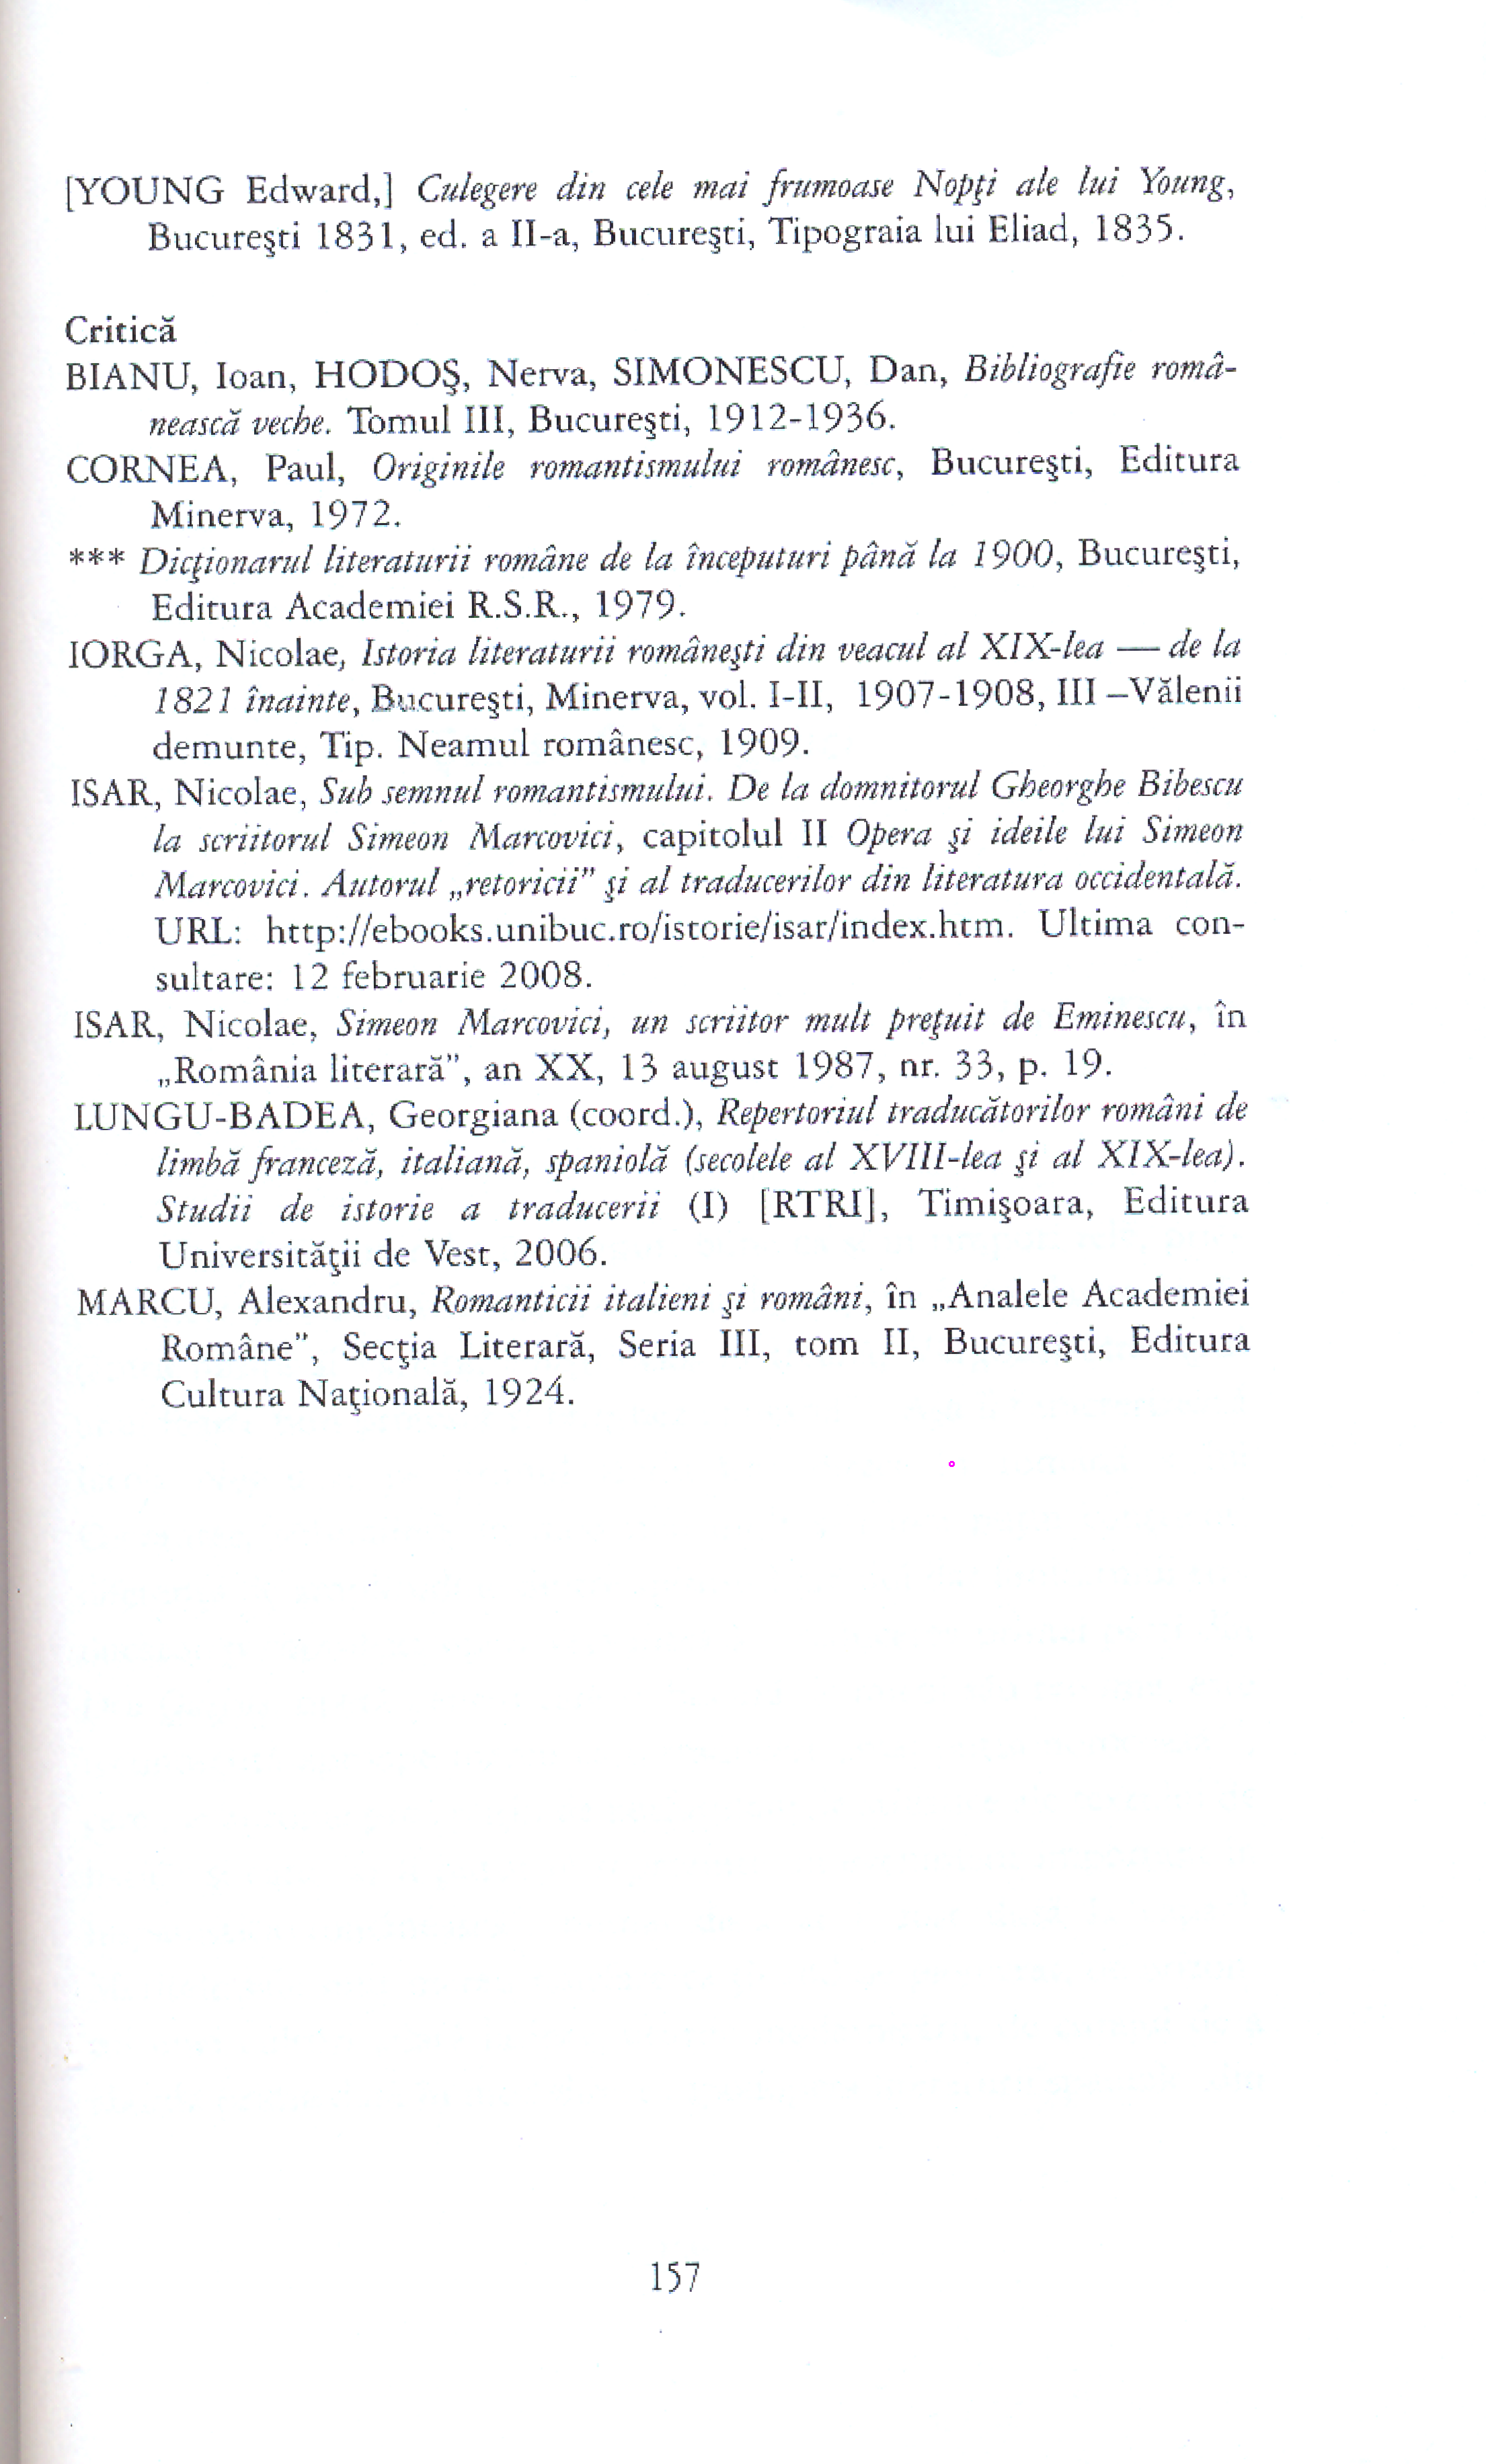 [YOUNG Edward,] Culegere din cele mai frumoase Nopţi ale lui Young,
Bucureşti 1831, ed. a II-a, Bucureşti, Tipograia lui Eliad, 1835.
Critică
BIANU, Ioan, HODOŞ, Nerva, SIMONESCU, Dan, Bibliografie româ-
nească veche. Tomul III, Bucureşti, 1912-1936.
CORNEA, Paul, Originile romantismului românesc, Bucureşti, Editura
Minerva, 1972.
*** Dicţionarul literaturii române de la începuturi până la 1900, Bucureşti,
Editura Academiei R.S.R., 1979.
IORGA, Nicolae, Istoria literaturii româneşti din veacul al XIX-lea — de la
1821 înainte, Bucureşti, Minerva, vol. I-II, 1907-1908, III –Vălenii
demunte, Tip. Neamul românesc, 1909.
ISAR, Nicolae, Sub semnul romantismului. De la domnitorul Gheorghe Bibescu
la scriitorul Simeon Marcovici, capitolul II Opera şi ideile lui Simeon
Marcovici. Autorul „retoricii” şi al traducerilor din literatura occidentală.
URL: http://ebooks.unibuc.ro/istorie/isar/index.htm. Ultima con-
sultare: 12 februarie 2008.
ISAR, Nicolae, Simeon Marcovici, un scriitor mult preţuit de Eminescu, în
„România literară”, an XX, 13 august 1987, nr. 33, p. 19.
LUNGU-BADEA, Georgiana (coord.), Repertoriul traducătorilor români de
limbă franceză, italiană, spaniolă (secolele al XVIII-lea şi al XIX-lea).
Studii de istorie a traducerii (I) [RTRI], Timişoara, Editura
Universităţii de Vest, 2006.
MARCU, Alexandru, Romanticii italieni şi români, în „Analele Academiei
Române”, Secţia Literară, Seria III, tom II, Bucureşti, Editura
Cultura Naţională, 1924.
157